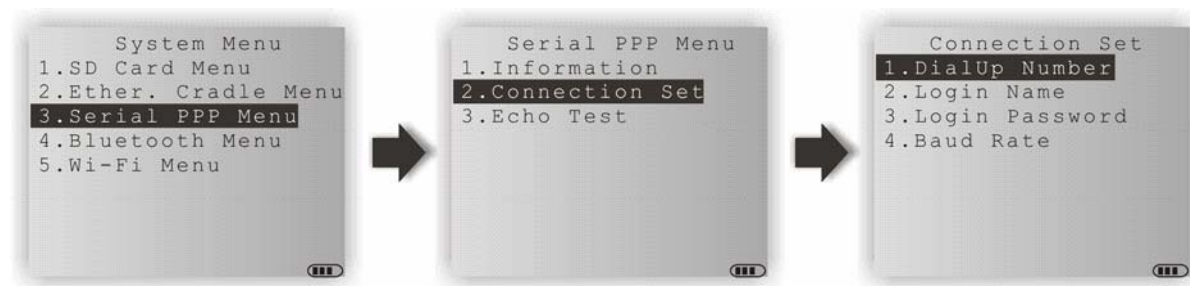 System Menu
1.SD Card Menu
2.Ether. Cradle Menu
3.Serial PPP Menu
4.Bluetooth Menu
5.Wi-Fi Menu
Serial PPP Menu
1.Information
2.Connection Set
3.Echo Test
Connection Set
1.DialUp Number
2.Login Name
3.Login Password
4.Baud Rate